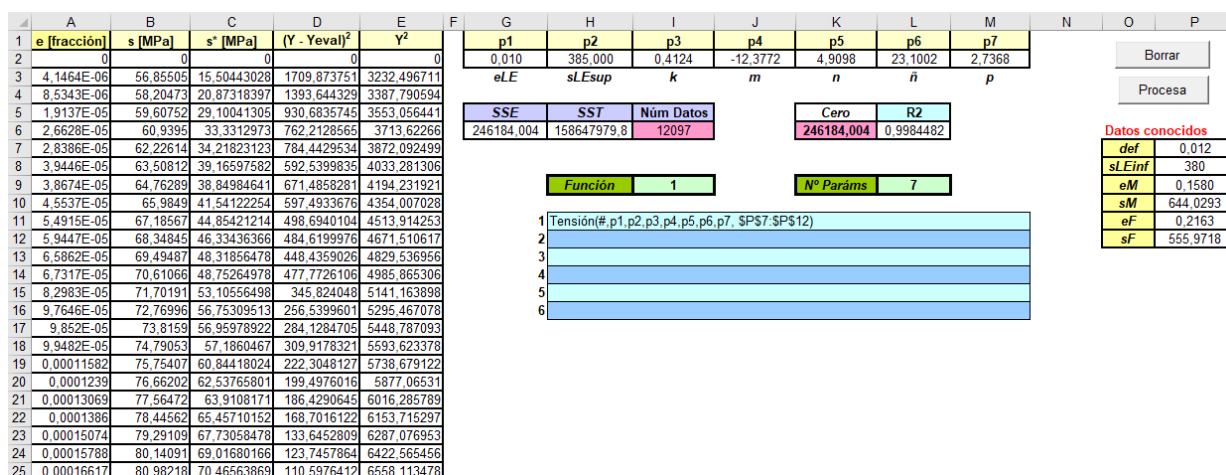 A B C D E F G H I J K L M N O P
1 e [fracción] s [MPa] s* [MPa] (Y - Yeval)² Y² p1 p2 p3 p4 p5 p6 p7
2 0 0 0 0 0 0,010 385,000 0,4124 -12,3772 4,9098 23,1002 2,7368 Borrar
3 4,1464E-06 56,85505 15,50443028 1709,873751 3232,496711 eLE sLEsup k m n ñ p
4 8,5343E-06 58,20473 20,87318397 1393,644329 3387,790594 Procesa
5 1,9137E-05 59,60752 29,10041305 930,6835745 3553,056441 SSE SST Núm Datos Cero R2
6 2,6628E-05 60,9395 33,3312973 762,2128565 3713,62266 246184,004 158647979,8 12097 246184,004 0,9984482 Datos conocidos
7 2,8386E-05 62,22614 34,21823123 784,4429534 3872,092499 def 0,012
8 3,9446E-05 63,50812 39,16597582 592,5399835 4033,281306 sLEinf 380
9 3,8674E-05 64,76289 38,84984641 671,4858281 4194,231921 Función 1 Nº Paráms 7 eM 0,1580
10 4,5537E-05 65,9849 41,54122254 597,4933676 4354,007028 sM 644,0293
11 5,4915E-05 67,18567 44,85421214 498,6940104 4513,914253 1 Tensión(#,p1,p2,p3,p4,p5,p6,p7, $P$7:$P$12) eF 0,2163
12 5,9447E-05 68,34845 46,33436366 484,6199976 4671,510617 2 sF 555,9718
13 6,5862E-05 69,49487 48,31856478 448,4359026 4829,536956 3
14 6,7317E-05 70,61066 48,75264978 477,7726106 4985,865306 4
15 8,2983E-05 71,70191 53,10556498 345,824048 5141,163898 5
16 9,7646E-05 72,76996 56,75309513 256,5399601 5295,467078 6
17 9,852E-05 73,8159 56,95978922 284,1284705 5448,787093
18 9,9482E-05 74,79053 57,1860467 309,9178321 5593,623378
19 0,00011582 75,75407 60,84418024 222,3048127 5738,679122
20 0,0001239 76,66202 62,53765801 199,4976016 5877,06531
21 0,00013069 77,56472 63,9108171 186,4290645 6016,285789
22 0,0001386 78,44562 65,45710152 168,7016122 6153,715297
23 0,00015074 79,29109 67,73058478 133,6452809 6287,076953
24 0,00015788 80,14091 69,01680166 123,7457864 6422,565456
25 0,00016617 80,98218 70,46563869 110,5976412 6558,113478